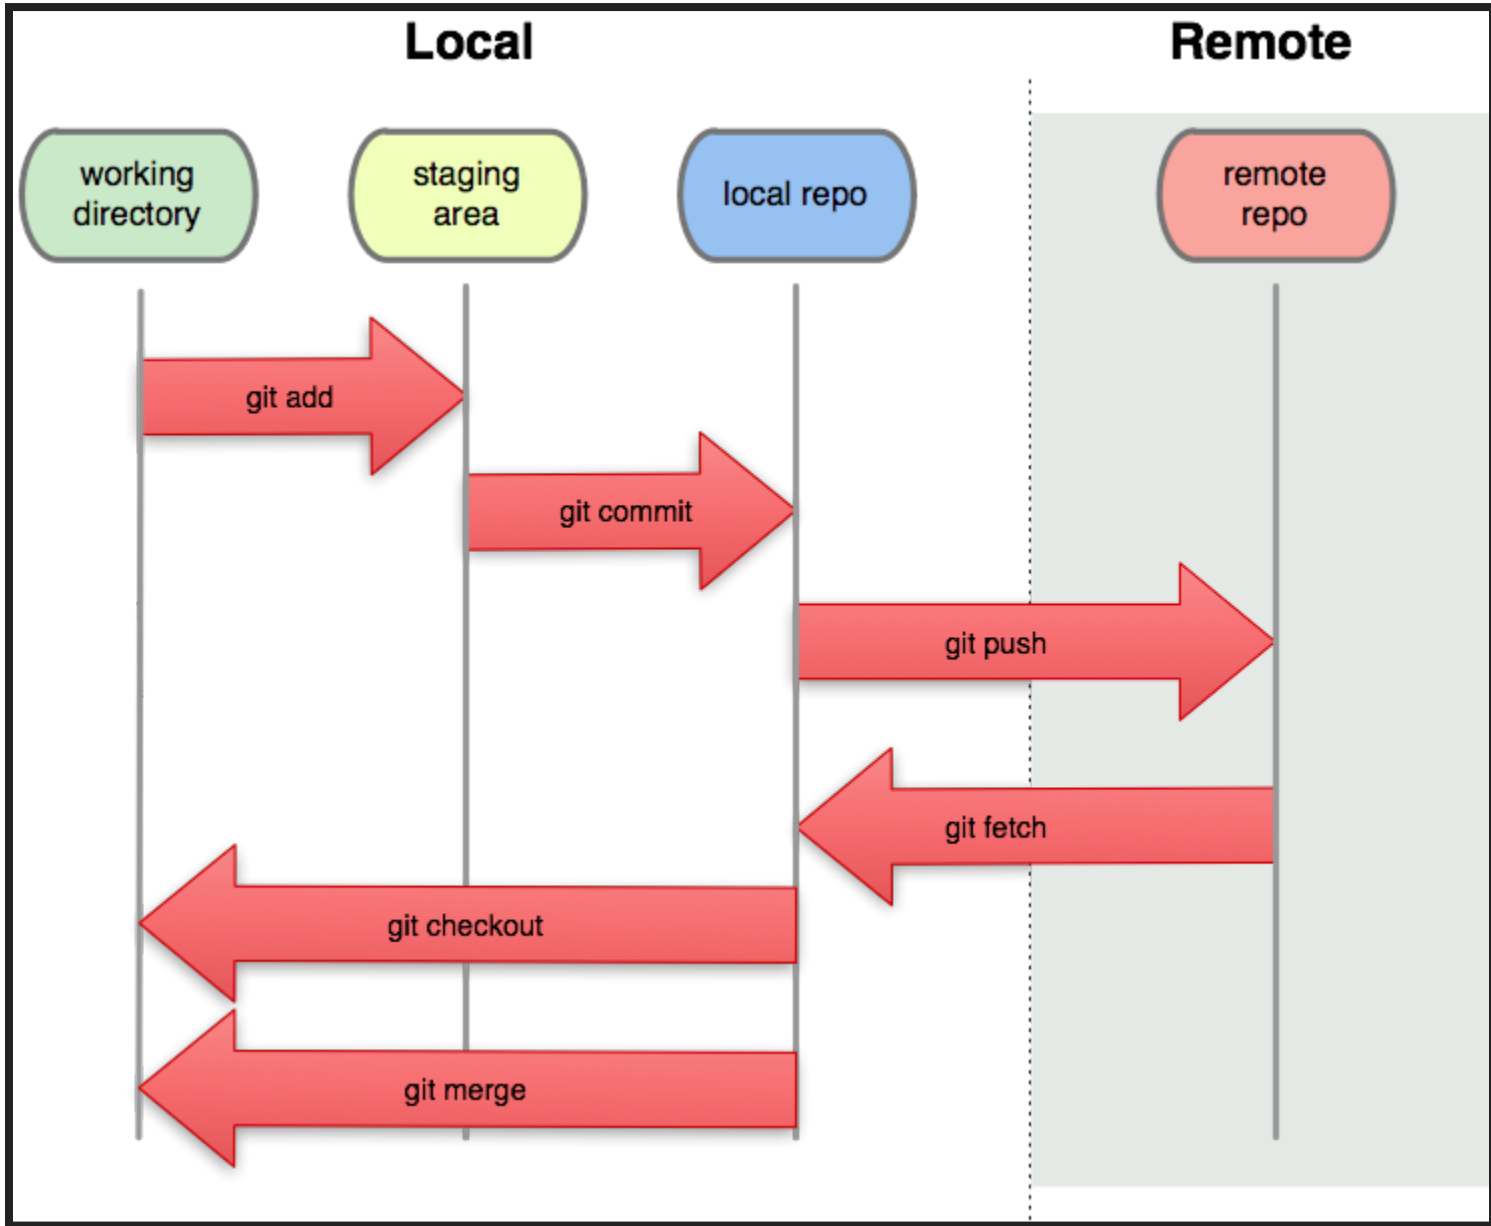 Local
Remote
working
directory
staging
area
local repo
remote
repo
git add
git commit
git push
git fetch
git checkout
git merge